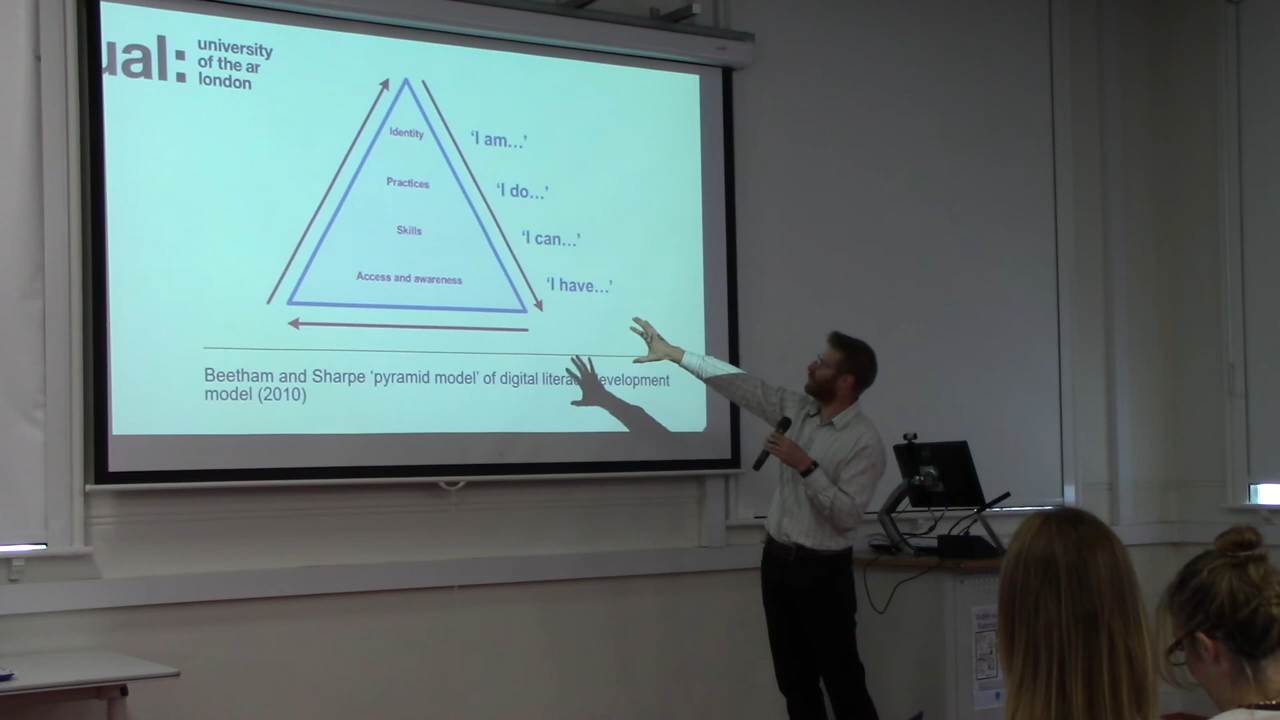 ual:
university
of the ar
london
Identity
'I am...'
Practices
'I do...'
Skills
'I can...'
Access and awareness
'I have...'
Beetham and Sharpe 'pyramid model' of digital litera evelopment
model (2010)